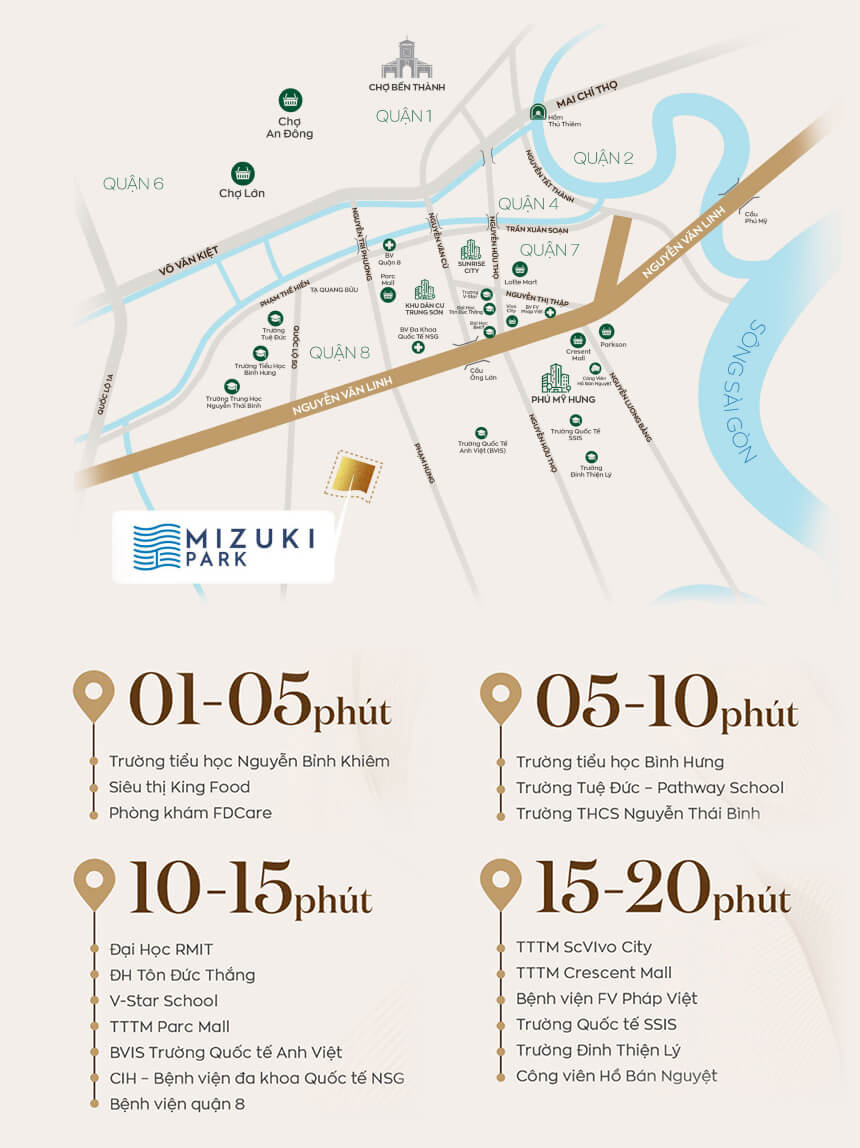 CHỢ BẾN THÀNH
MAI CHÍ THỌ
Chợ
An Đông
QUẬN 1
Hầm
Thủ Thiêm
QUẬN 6
Chợ Lớn
QUẬN 2
NGUYỄN TẤT THÀNH
QUẬN 4
VÕ VĂN KIỆT
NGUYỄN TRI PHƯƠNG
NGUYỄN VĂN CỪ
NGUYỄN HỮU THỌ
TRẦN XUÂN SOẠN
Cầu
Phú Mỹ
NGUYỄN VĂN LINH
BV
Quận 8
SUNRISE
CITY
QUẬN 7
Lotte Mart
PHẠM THẾ HIỂN
TẠ QUANG BỬU
Parc
Mall
KHU DÂN CƯ
TRUNG SƠN
Trường
V-Star
NGUYỄN THỊ THẬP
Đại Học
Tôn Đức Thắng
Vivo
City
BV FV
Pháp Việt
Trường
Tuệ Đức
QUỐC LỘ 50
BV Đa Khoa
Quốc Tế NSG
Đại Học
RMIT
Cresent
Mall
Parkson
SÔNG SÀI GÒN
QUẬN 8
Trường Tiểu Học
Bình Hưng
Cầu
Ông Lớn
Công Viên
Hồ Bán Nguyệt
QUỐC LỘ 1A
Trường Trung Học
Nguyễn Thái Bình
NGUYỄN VĂN LINH
PHÚ MỸ HƯNG
NGUYỄN LƯƠNG BẰNG
PHẠM HÙNG
Trường Quốc Tế
Anh Việt (BVIS)
NGUYỄN HỮU THỌ
Trường Quốc Tế
SSIS
Trường
Đinh Thiện Lý
MIZUKI
PARK
01-05phút
Trường tiểu học Nguyễn Bỉnh Khiêm
Siêu thị King Food
Phòng khám FDCare
05-10phút
Trường tiểu học Bình Hưng
Trường Tuệ Đức – Pathway School
Trường THCS Nguyễn Thái Bình
10-15phút
Đại Học RMIT
ĐH Tôn Đức Thắng
V-Star School
TTTM Parc Mall
BVIS Trường Quốc tế Anh Việt
CIH – Bệnh viện đa khoa Quốc tế NSG
Bệnh viện quận 8
15-20phút
TTTM ScVIvo City
TTTM Crescent Mall
Bệnh viện FV Pháp Việt
Trường Quốc tế SSIS
Trường Đinh Thiện Lý
Công viên Hồ Bán Nguyệt